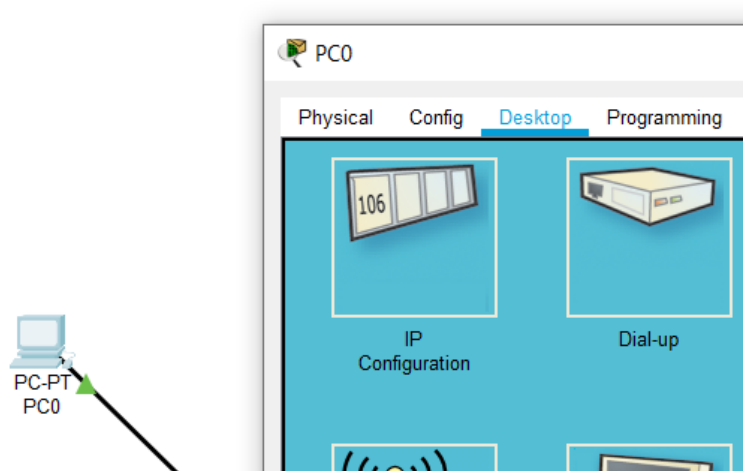 PC0
Physical Config Desktop Programming
106
IP
Configuration
Dial-up
PC-PT
PC0